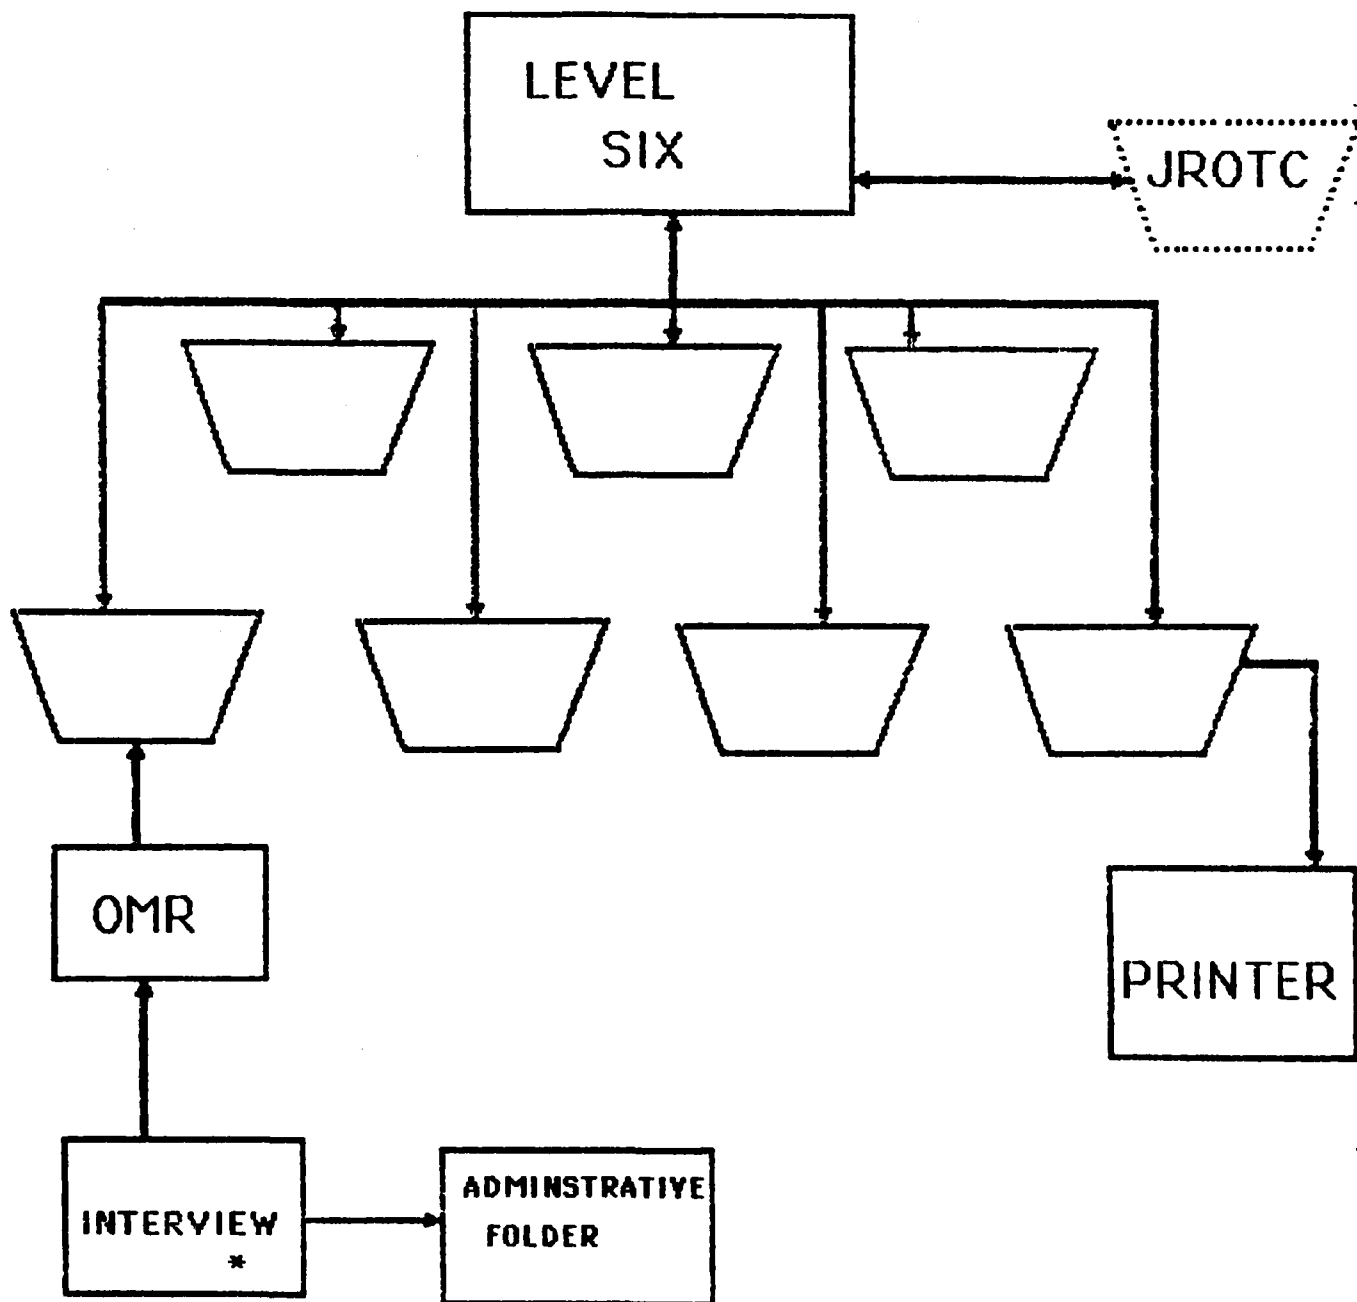 LEVEL
SIX
JROTC
OMR
PRINTER
INTERVIEW
*
ADMINSTRATIVE
FOLDER